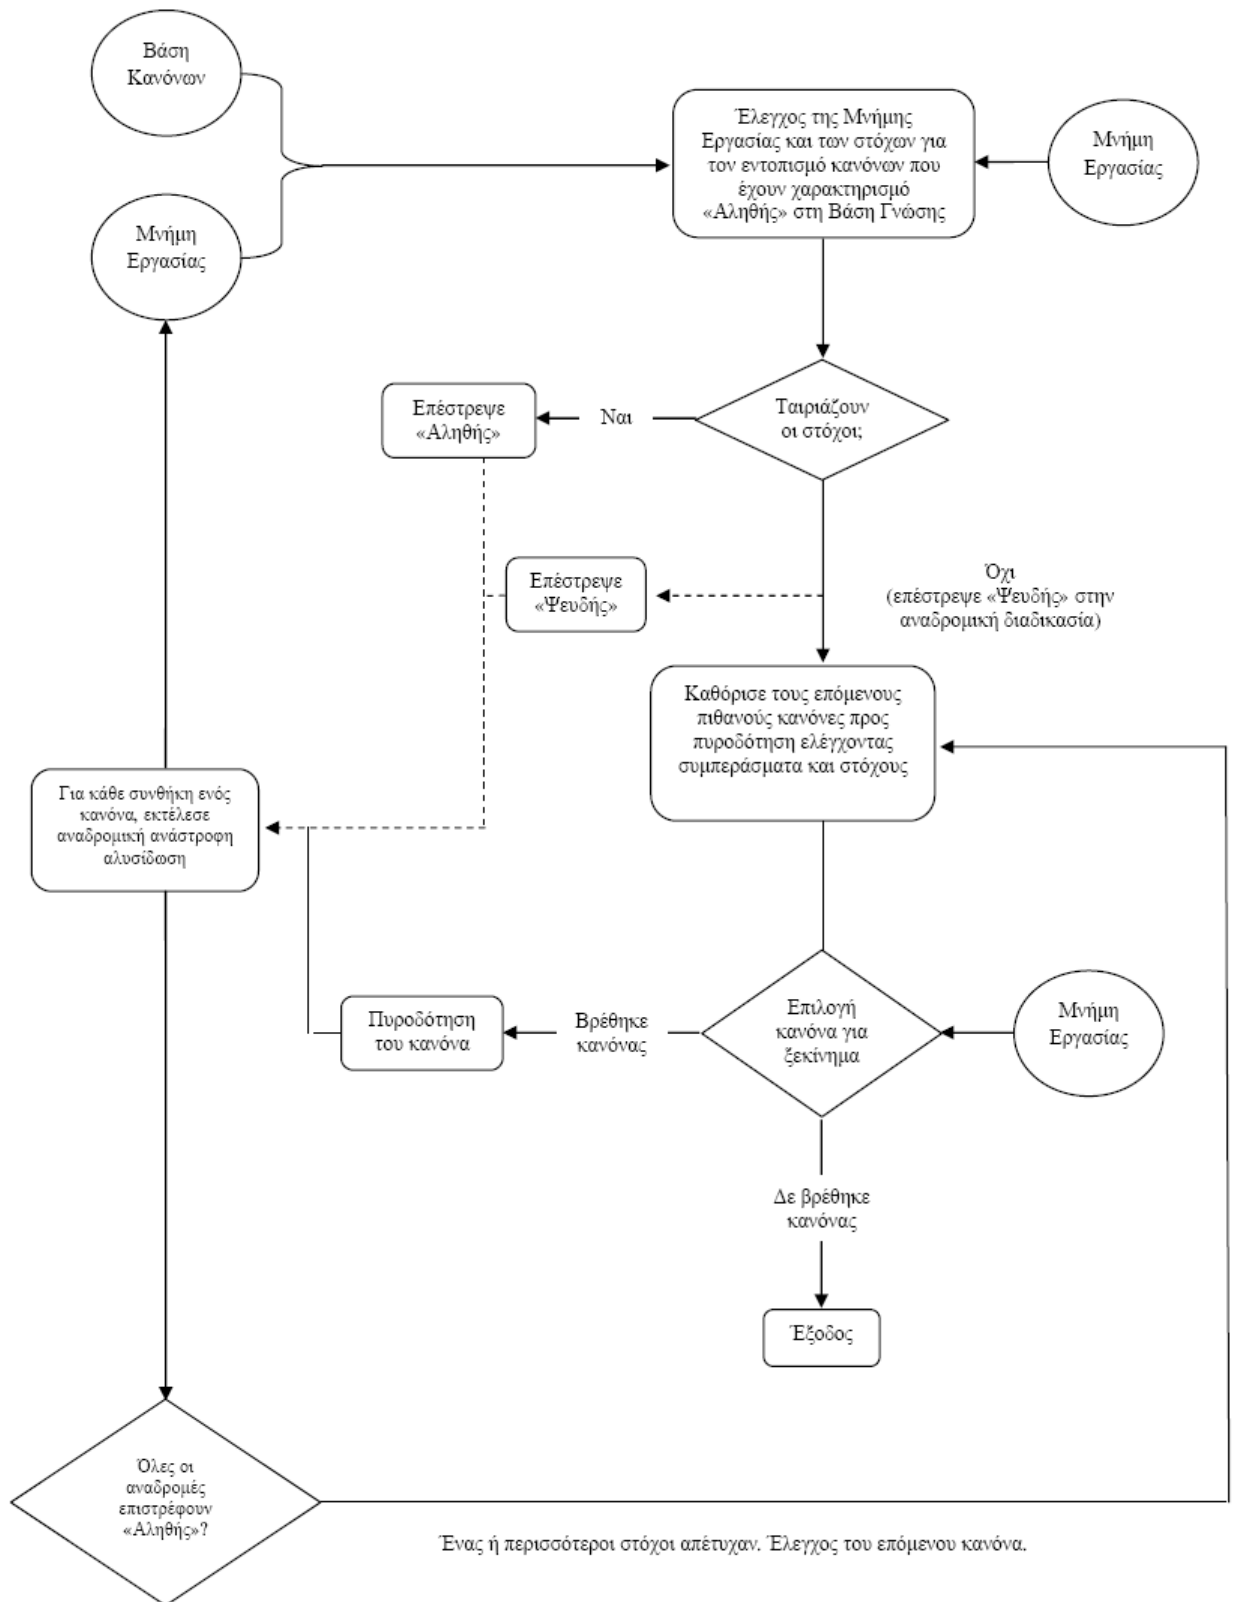 Βάση
Κανόνων
Έλεγχος της Μνήμης
Εργασίας και των στόχων για
τον εντοπισμό κανόνων που
έχουν χαρακτηρισμό
«Αληθής» στη Βάση Γνώσης
Μνήμη
Εργασίας
Μνήμη
Εργασίας
Επέστρεψε
«Αληθής»
Ναι
Ταιριάζουν
οι στόχοι;
Επέστρεψε
«Ψευδής»
Όχι
(επέστρεψε «Ψευδής» στην
αναδρομική διαδικασία)
Καθόρισε τους επόμενους
πιθανούς κανόνες προς
πυροδότηση ελέγχοντας
συμπεράσματα και στόχους
Για κάθε συνθήκη ενός
κανόνα, εκτέλεσε
αναδρομική ανάστροφη
αλυσίδωση
Πυροδότηση
του κανόνα
Βρέθηκε
κανόνας
Επιλογή
κανόνα για
ξεκίνημα
Μνήμη
Εργασίας
Δε βρέθηκε
κανόνας
Έξοδος
Όλες οι
αναδρομές
επιστρέφουν
«Αληθής»?
Ένας ή περισσότεροι στόχοι απέτυχαν. Έλεγχος του επόμενου κανόνα.